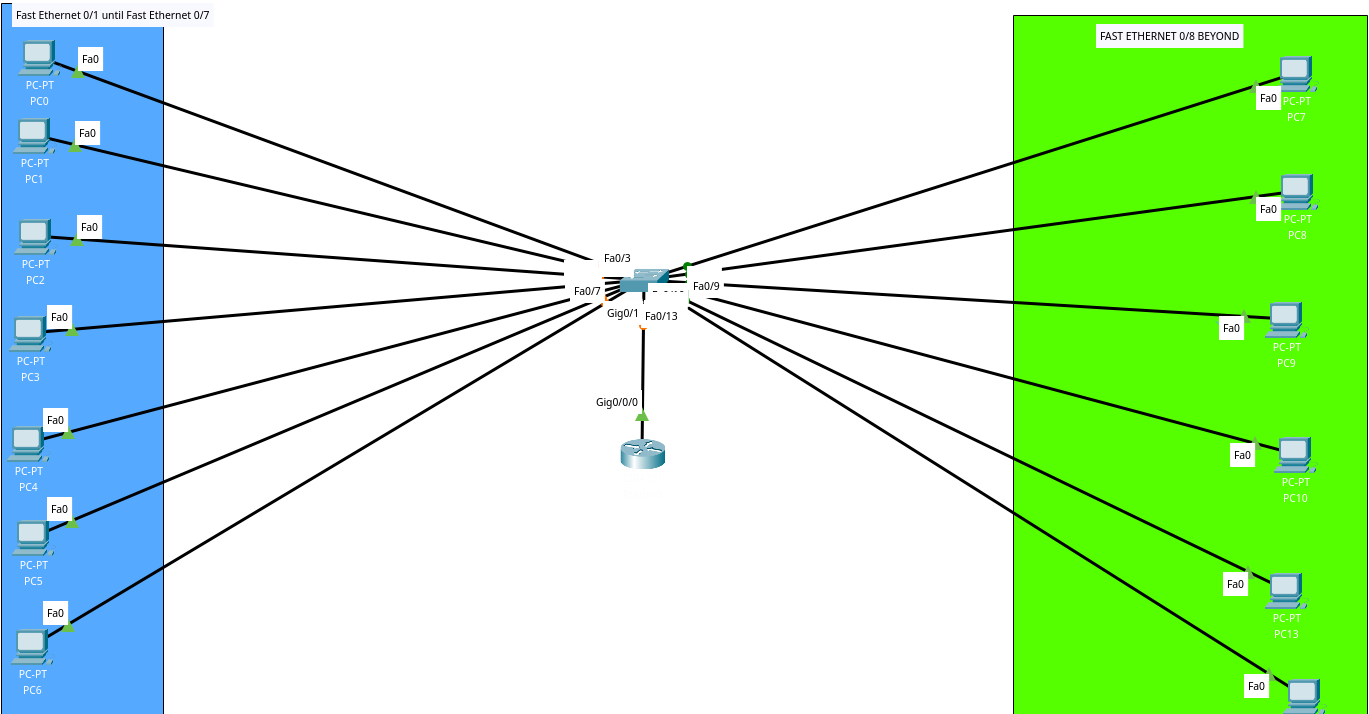 Fast Ethernet 0/1 until Fast Ethernet 0/7
FAST ETHERNET 0/8 BEYOND
Fa0
PC-PT
PC0
Fa0
PC-PT
PC1
Fa0
PC-PT
PC2
Fa0
PC-PT
PC3
Fa0
PC-PT
PC4
Fa0
PC-PT
PC5
Fa0
PC-PT
PC6
Fa0/3
Fa0/7
Fa0/9
Gig0/1
Fa0/13
Gig0/0/0
Fa0
PC-PT
PC7
Fa0
PC-PT
PC8
Fa0
PC-PT
PC9
Fa0
PC-PT
PC10
Fa0
PC-PT
PC13
Fa0